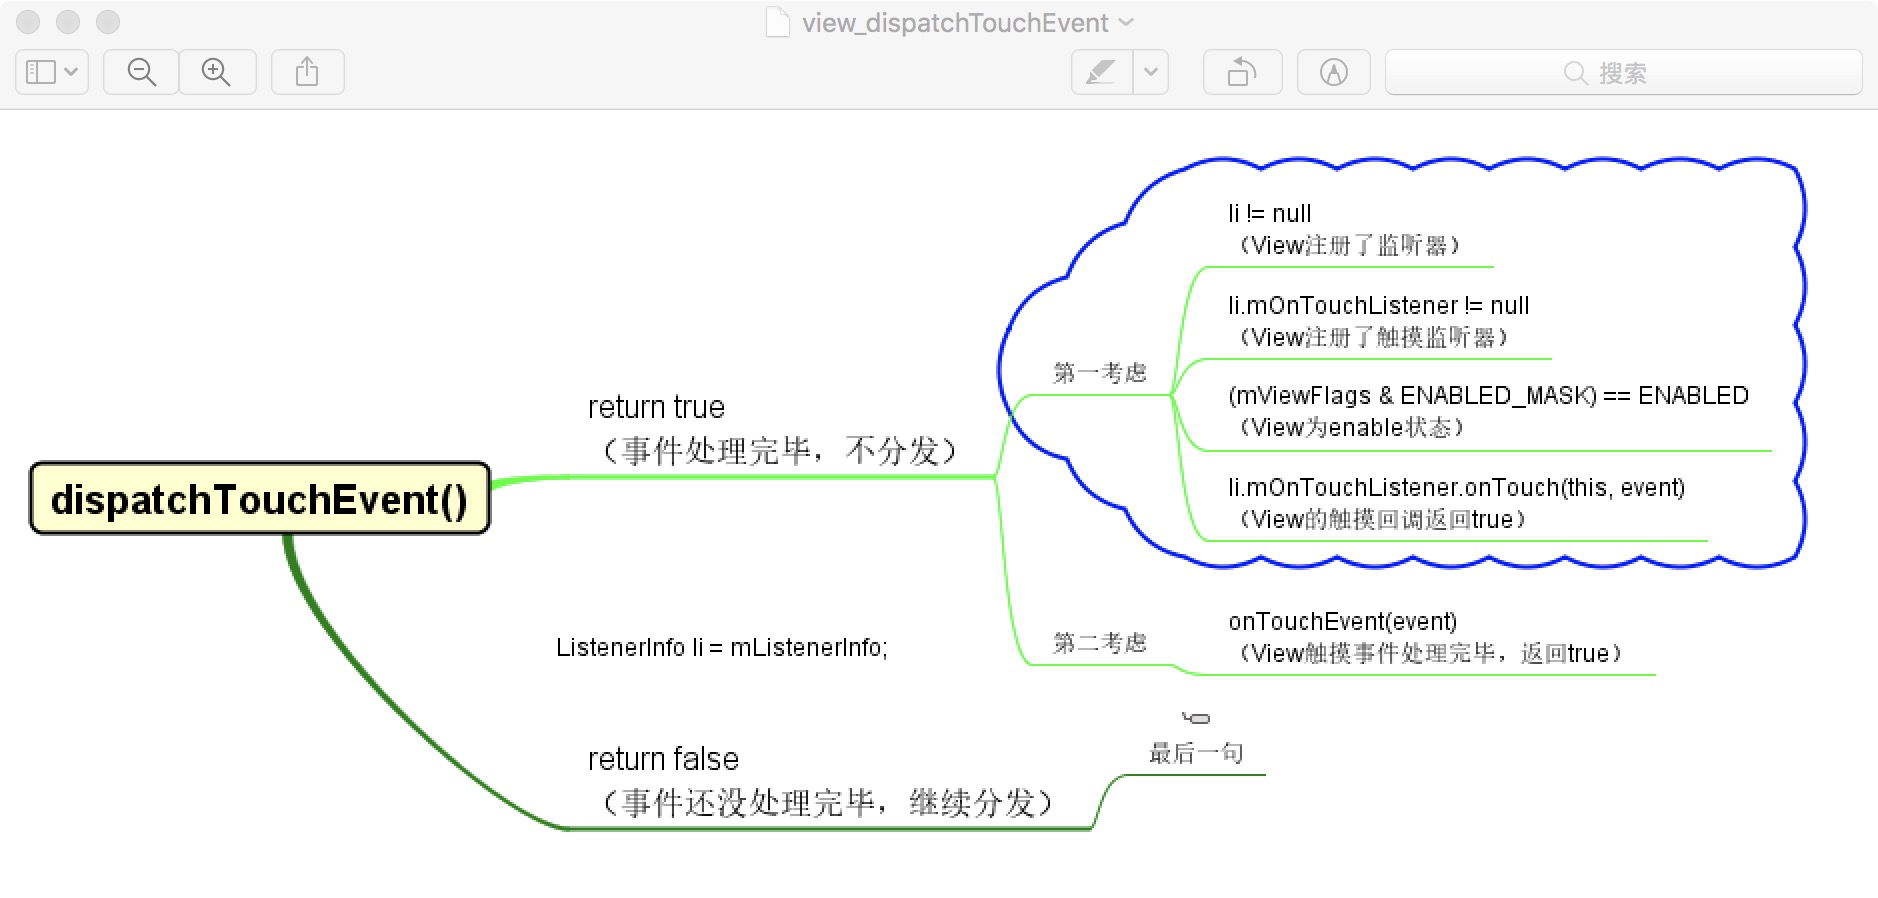 view_dispatchTouchEvent
搜索
li != null
（View注册了监听器）
li.mOnTouchListener != null
（View注册了触摸监听器）
第一考虑
(mViewFlags & ENABLED_MASK) == ENABLED
（View为enable状态）
return true
（事件处理完毕，不分发）
li.mOnTouchListener.onTouch(this, event)
（View的触摸回调返回true）
dispatchTouchEvent()
onTouchEvent(event)
（View触摸事件处理完毕，返回true）
第二考虑
ListenerInfo li = mListenerInfo;
return false
（事件还没处理完毕，继续分发）
最后一句